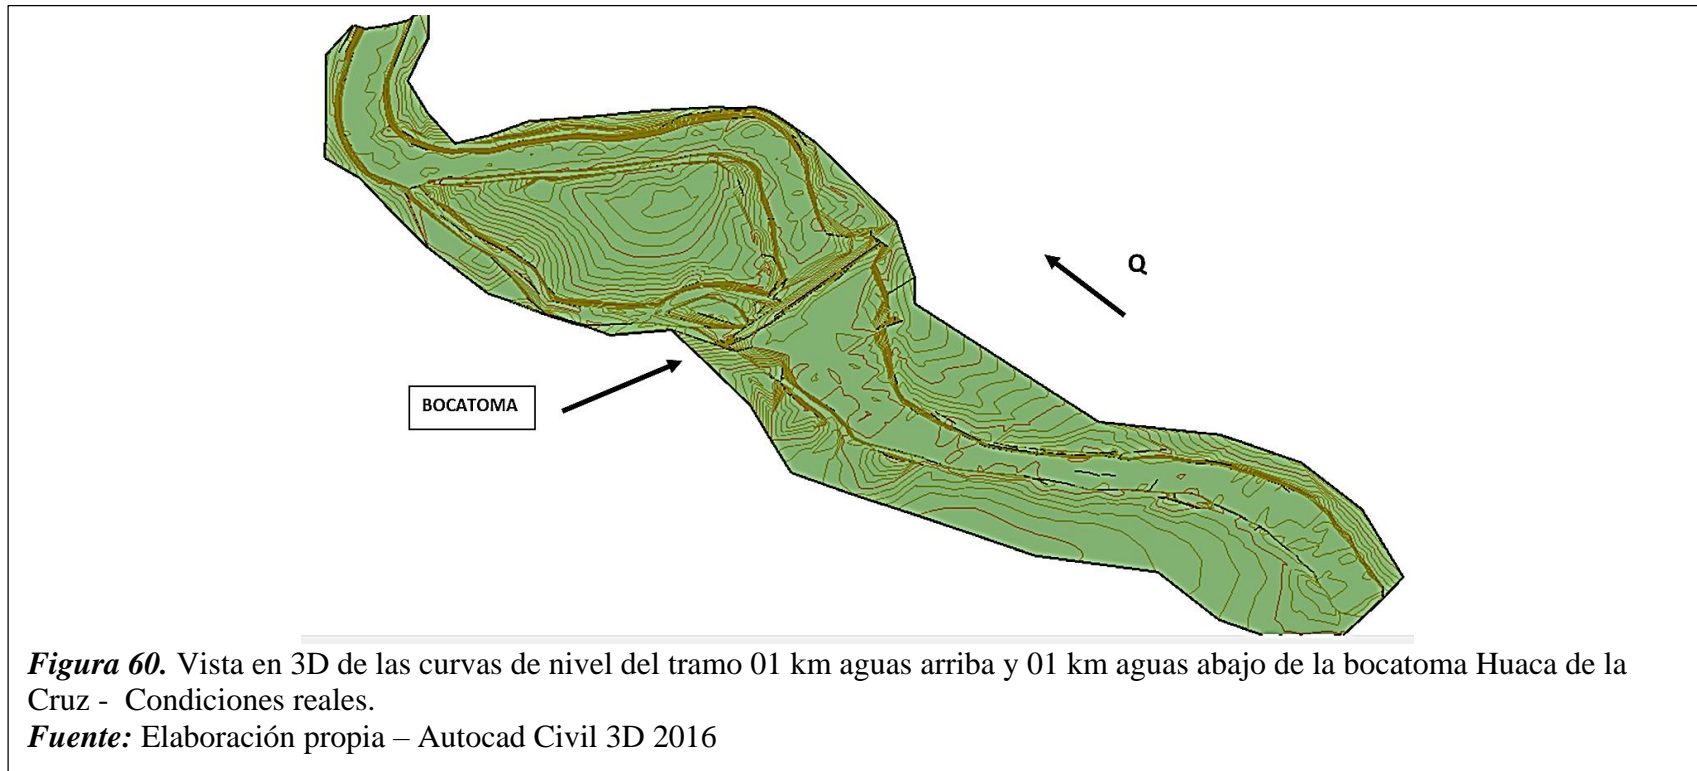 Q
BOCATOMA
Figura 60. Vista en 3D de las curvas de nivel del tramo 01 km aguas arriba y 01 km aguas abajo de la bocatoma Huaca de la
Cruz - Condiciones reales.
Fuente: Elaboración propia – Autocad Civil 3D 2016